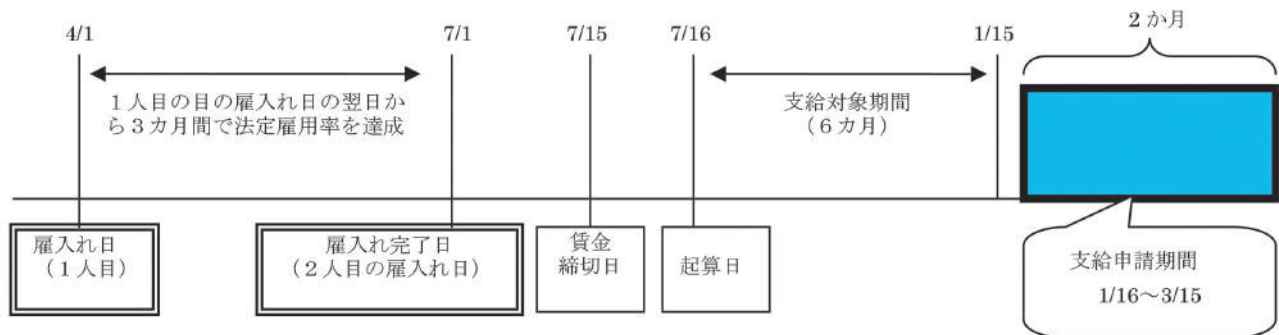 2か月
4/1
7/1
7/15
7/16
1/15
1人目の目の雇入れ日の翌日か
ら3カ月間で法定雇用率を達成
支給対象期間
(6カ月)
雇入れ日
(1人目)
雇入れ完了日
(2人目の雇入れ日)
賃金
締切日
起算日
支給申請期間
1/16~3/15